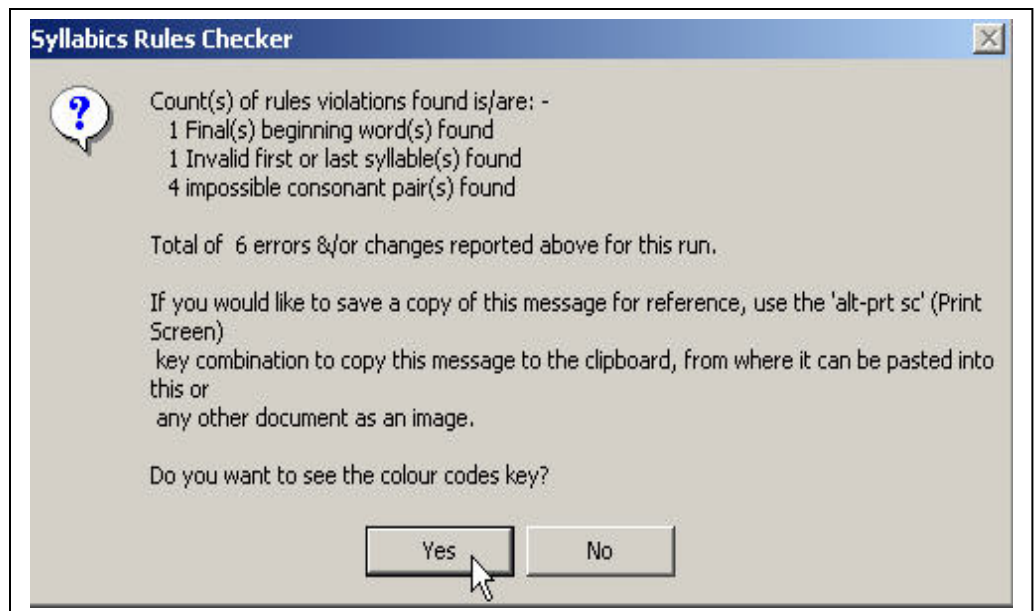 Syllabics Rules Checker
Count(s) of rules violations found is/are: -
1 Final(s) beginning word(s) found
1 Invalid first or last syllable(s) found
4 impossible consonant pair(s) found
Total of  6 errors &/or changes reported above for this run.
If you would like to save a copy of this message for reference, use the 'alt-prt sc' (Print
Screen)
key combination to copy this message to the clipboard, from where it can be pasted into
this or
any other document as an image.
Do you want to see the colour codes key?
Yes No